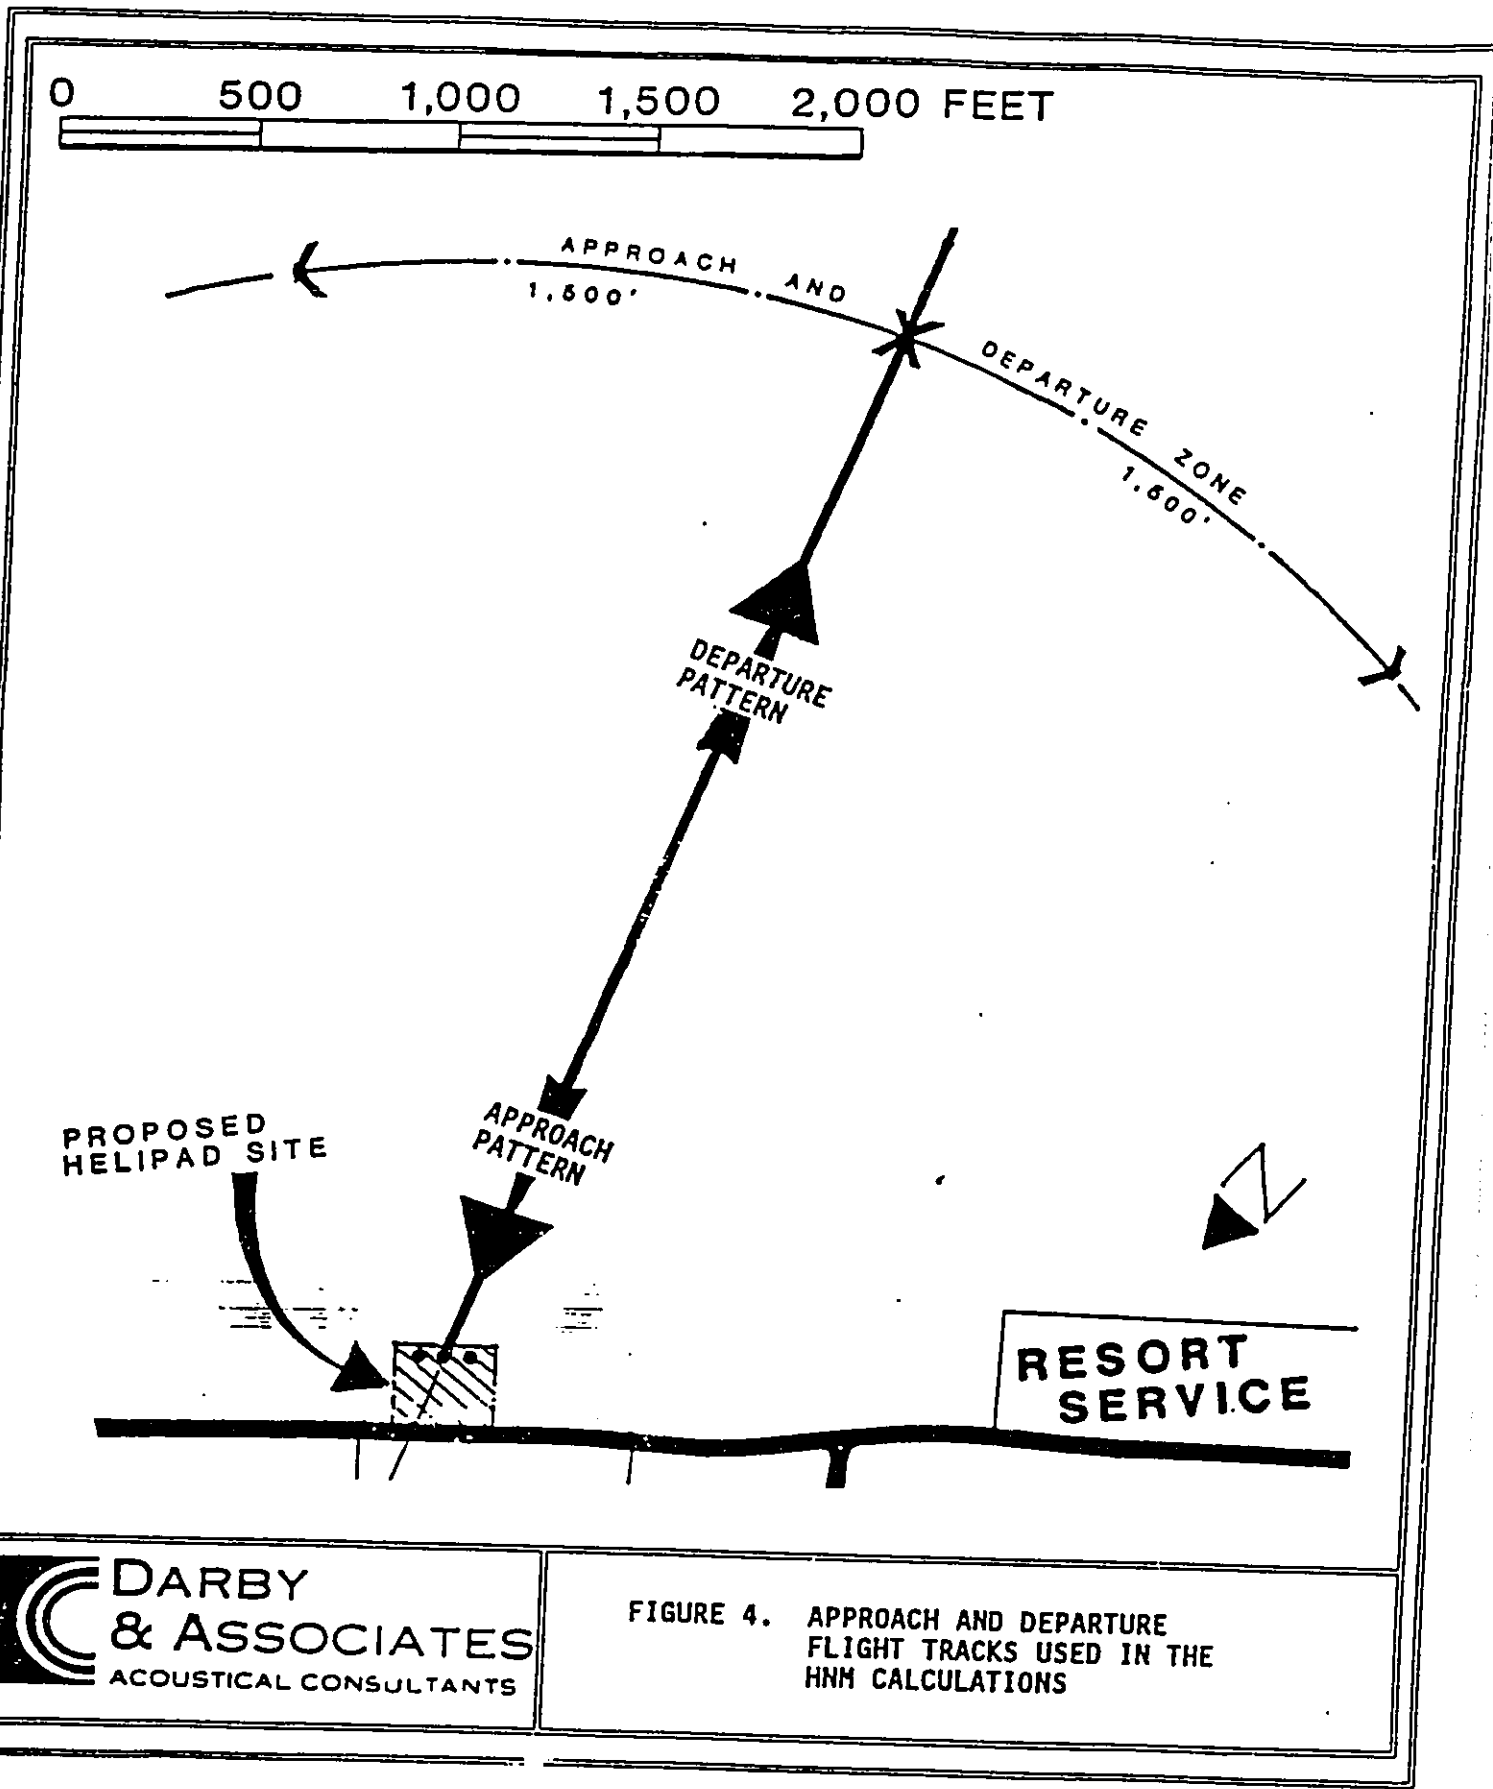 0 500 1,000 1,500 2,000 FEET
APPROACH AND DEPARTURE ZONE
1,500' 1,500'
DEPARTURE
PATTERN
APPROACH
PATTERN
PROPOSED
HELIPAD SITE
N
RESORT
SERVICE
DARBY
& ASSOCIATES
ACOUSTICAL CONSULTANTS
FIGURE 4. APPROACH AND DEPARTURE
FLIGHT TRACKS USED IN THE
HNM CALCULATIONS